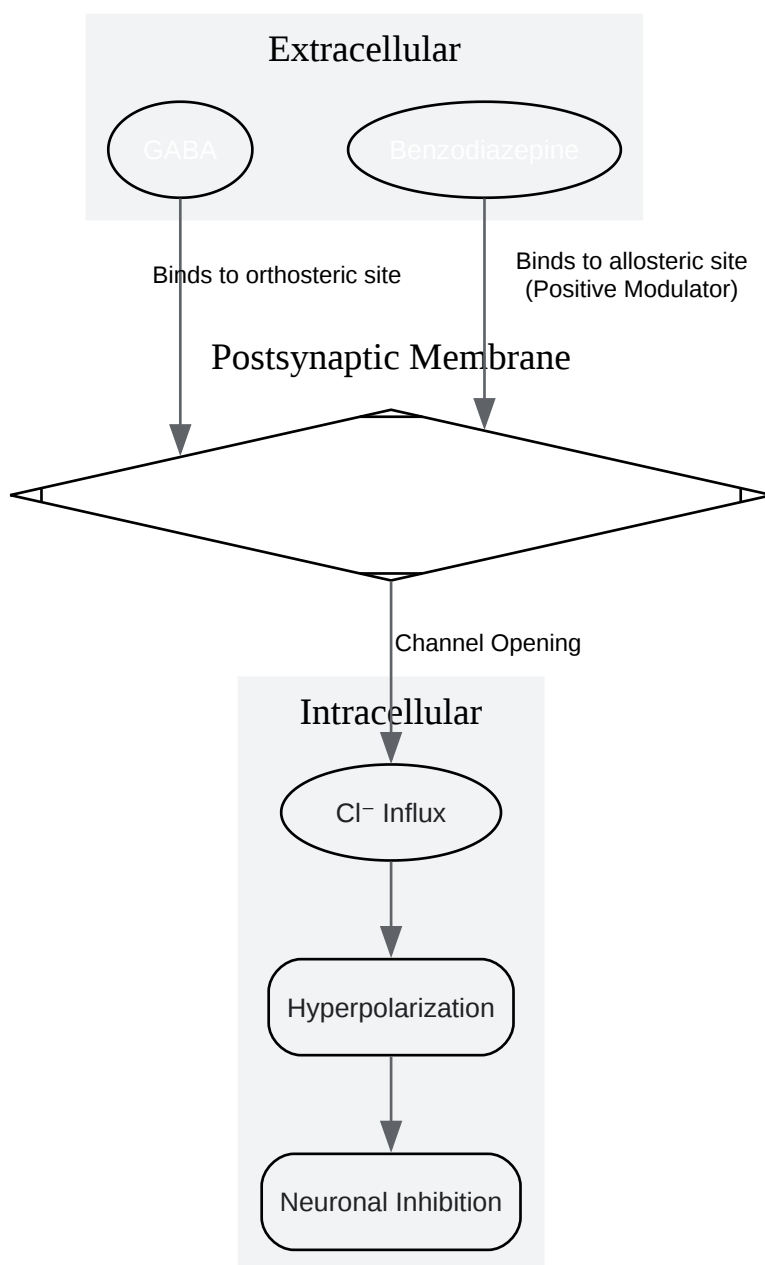 Extracellular
GABA
Benzodiazepine
Binds to orthosteric site
Binds to allosteric site
(Positive Modulator)
Postsynaptic Membrane
Channel Opening
Intracellular
Cl⁻ Influx
Hyperpolarization
Neuronal Inhibition